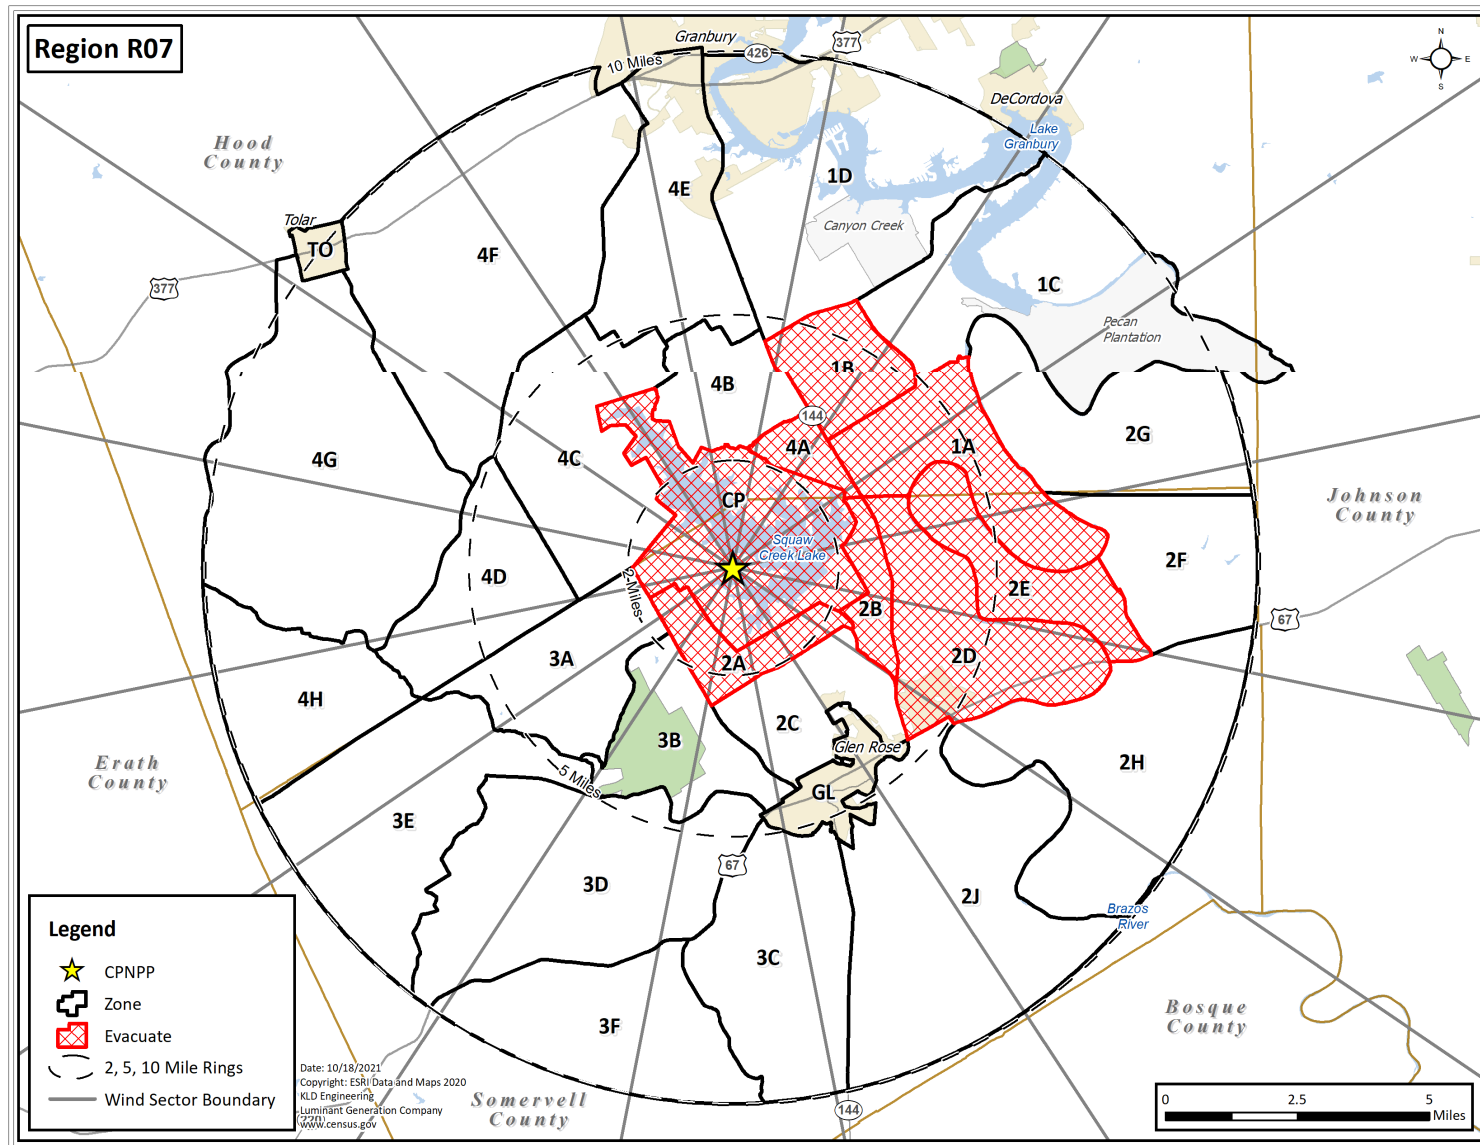 Region R07
N
W E
S
Granbury
377
426
10 Miles
DeCordova
Lake
Granbury
Hood
County
4E
1D
Tolar
TO
4F
Canyon Creek
377
1C
Pecan
Plantation
1B
4B
144
2G
4G
4C
4A
1A
CP
Johnson
County
Squaw
Creek Lake
4D
2 Miles
2F
2E
2B
67
3A
2A
2D
4H
2C
3B
Glen Rose
Erath
County
5 Miles
2H
GL
3E
67
3D
2J
Brazos
River
3C
Bosque
County
3F
Legend
CPNPP
Zone
Evacuate
2, 5, 10 Mile Rings
Wind Sector Boundary
Date: 10/18/2021
Copyright: ESRI Data and Maps 2020
KLD Engineering
Luminant Generation Company
www.census.gov
Somervell
County
144
0 2.5 5
Miles